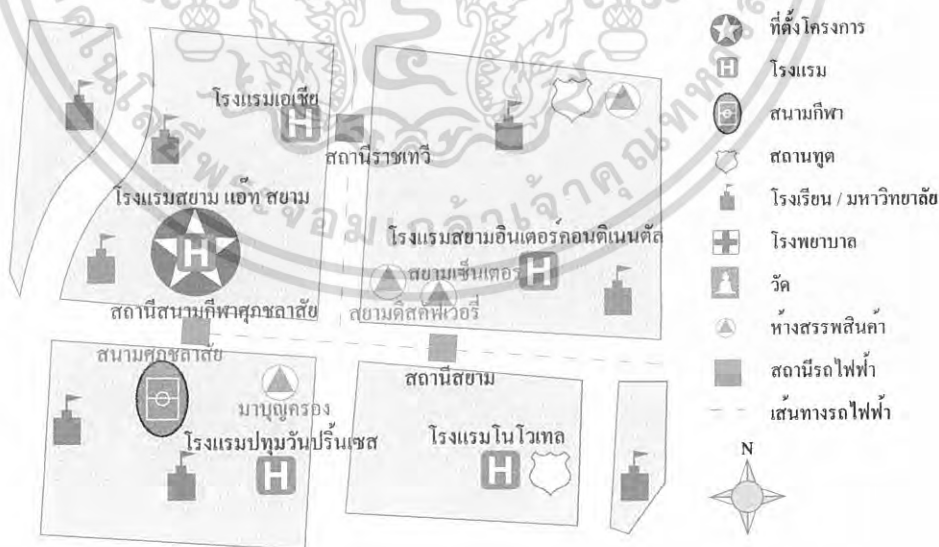 โรงแรมเอเชีย
สถานีราชเทวี
โรงแรมสยาม แอ๊ท สยาม
โรงแรมสยามอินเตอร์คอนติเนนตัล
สยามเซ็นเตอร์
สยามดิสคัฟเวอรี่
สถานีสนามกีฬาศุภชลาสัย
สนามศุภชลาสัย
สถานีสยาม
มาบุญครอง
โรงแรมปทุมวันปริ๊นเซส
โรงแรมโนโวเทล
ที่ตั้งโครงการ
โรงแรม
สนามกีฬา
สถานทูต
โรงเรียน / มหาวิทยาลัย
โรงพยาบาล
วัด
ห้างสรรพสินค้า
สถานีรถไฟฟ้า
เส้นทางรถไฟฟ้า
N